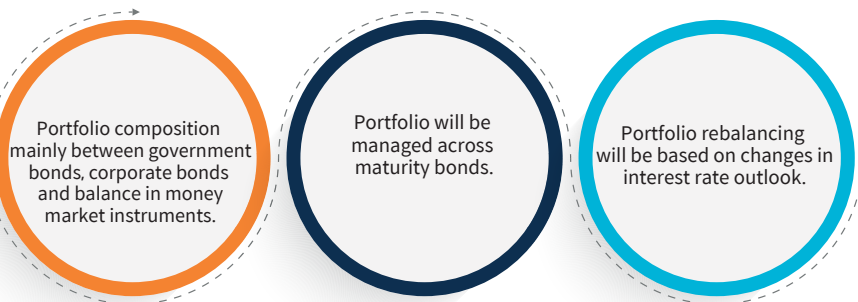 Portfolio composition
mainly between government
bonds, corporate bonds
and balance in money
market instruments.
Portfolio will be
managed across
maturity bonds.
Portfolio rebalancing
will be based on changes in
interest rate outlook.